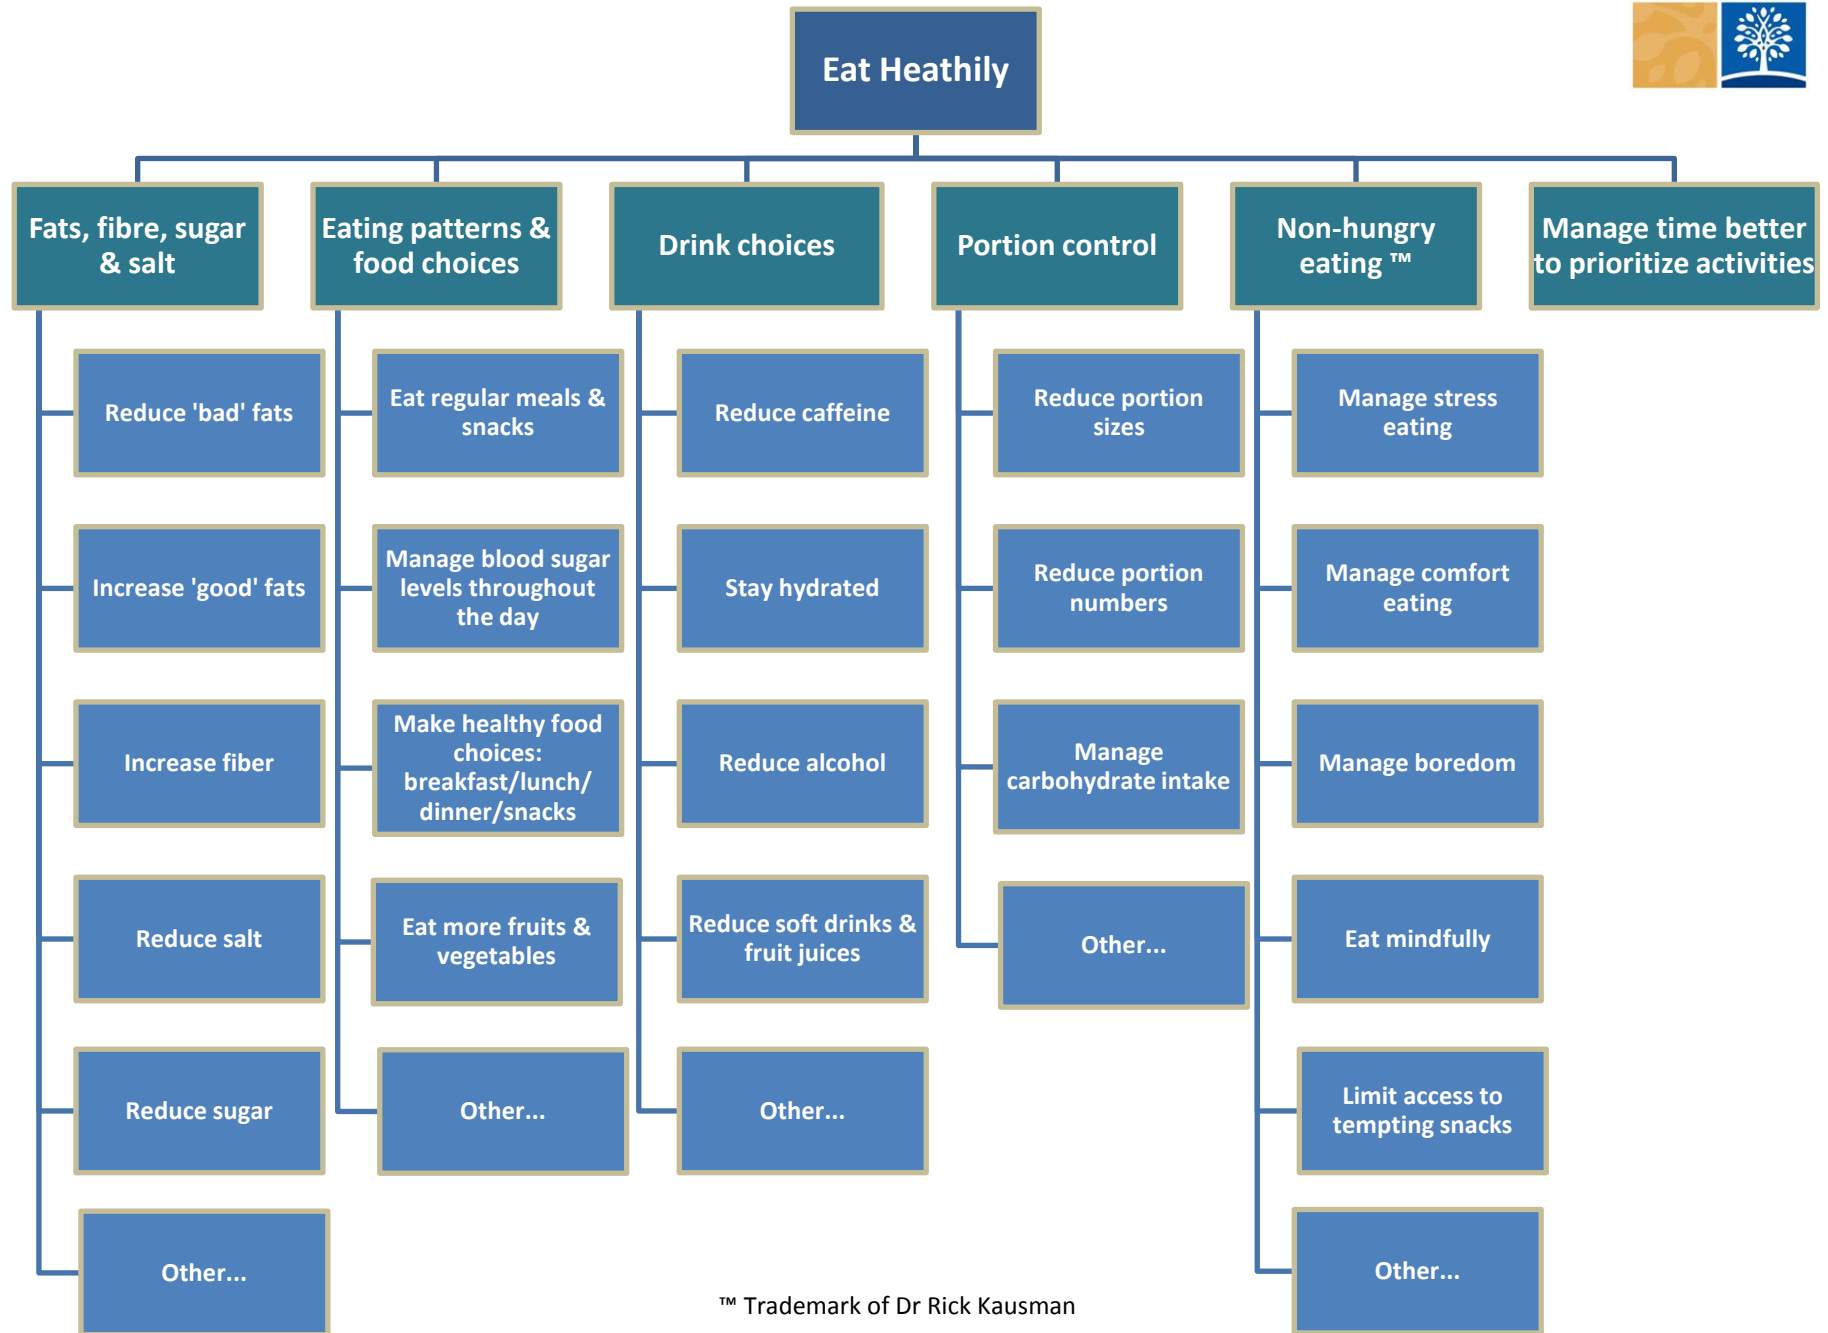 Eat Heathily
Fats, fibre, sugar
& salt
Reduce 'bad' fats
Increase 'good' fats
Increase fiber
Reduce salt
Reduce sugar
Other...
Eating patterns &
food choices
Eat regular meals &
snacks
Manage blood sugar
levels throughout
the day
Make healthy food
choices:
breakfast/lunch/
dinner/snacks
Eat more fruits &
vegetables
Other...
Drink choices
Reduce caffeine
Stay hydrated
Reduce alcohol
Reduce soft drinks &
fruit juices
Other...
Portion control
Reduce portion
sizes
Reduce portion
numbers
Manage
carbohydrate intake
Other...
Non-hungry
eating ™
Manage stress
eating
Manage comfort
eating
Manage boredom
Eat mindfully
Limit access to
tempting snacks
Other...
Manage time better
to prioritize activities
™ Trademark of Dr Rick Kausman